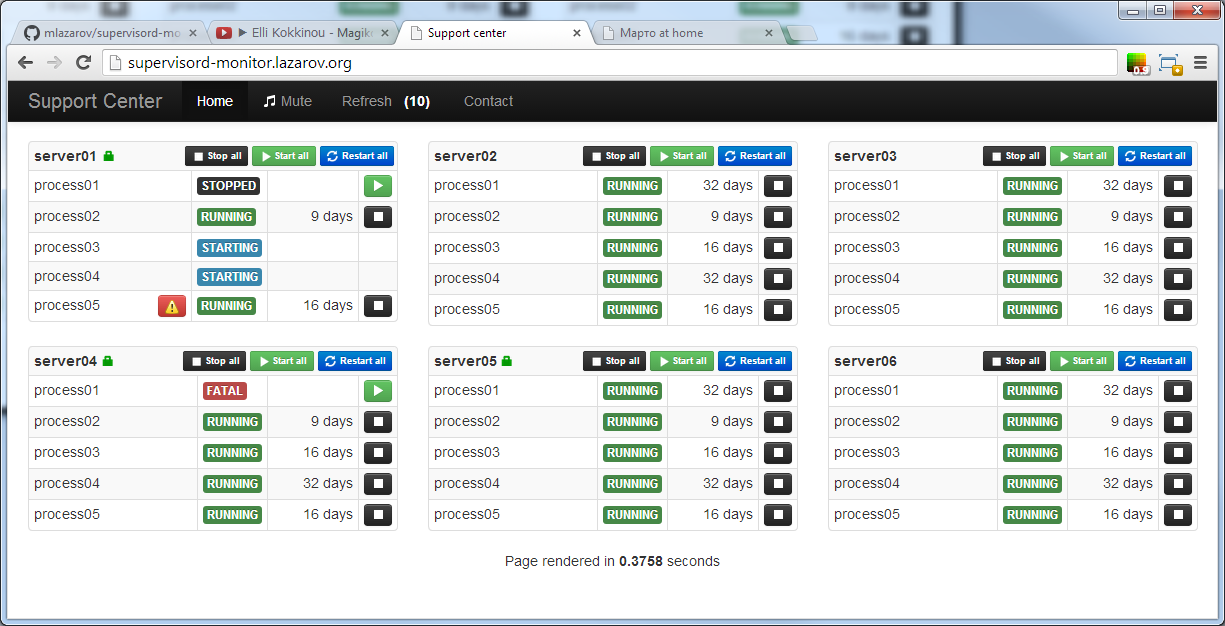 mlazarov/supervisord-mo
Elli Kokkinou - Magik
Support center
Марто at home
supervisord-monitor.lazarov.org
0.9
Support Center Home Mute Refresh (10) Contact
server01 Stop all Start all Restart all
process01 STOPPED
process02 RUNNING 9 days
process03 STARTING
process04 STARTING
process05 RUNNING 16 days
server02 Stop all Start all Restart all
process01 RUNNING 32 days
process02 RUNNING 9 days
process03 RUNNING 16 days
process04 RUNNING 32 days
process05 RUNNING 16 days
server03 Stop all Start all Restart all
process01 RUNNING 32 days
process02 RUNNING 9 days
process03 RUNNING 16 days
process04 RUNNING 32 days
process05 RUNNING 16 days
server04 Stop all Start all Restart all
process01 FATAL
process02 RUNNING 9 days
process03 RUNNING 16 days
process04 RUNNING 32 days
process05 RUNNING 16 days
server05 Stop all Start all Restart all
process01 RUNNING 32 days
process02 RUNNING 9 days
process03 RUNNING 16 days
process04 RUNNING 32 days
process05 RUNNING 16 days
server06 Stop all Start all Restart all
process01 RUNNING 32 days
process02 RUNNING 9 days
process03 RUNNING 16 days
process04 RUNNING 32 days
process05 RUNNING 16 days
Page rendered in 0.3758 seconds